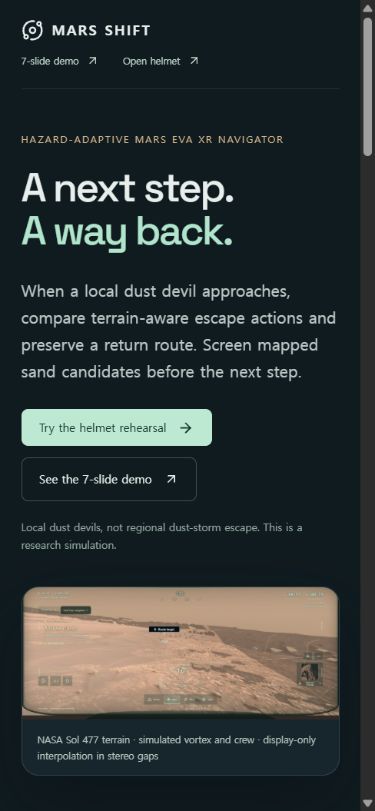 MARS SHIFT
7-slide demo
Open helmet
HAZARD-ADAPTIVE MARS EVA XR NAVIGATOR
A next step.
A way back.
When a local dust devil approaches,
compare terrain-aware escape actions and
preserve a return route. Screen mapped
sand candidates before the next step.
Try the helmet rehearsal
See the 7-slide demo
Local dust devils, not regional dust-storm escape. This is a
research simulation.
NASA Sol 477 terrain · simulated vortex and crew · display-only
interpolation in stereo gaps